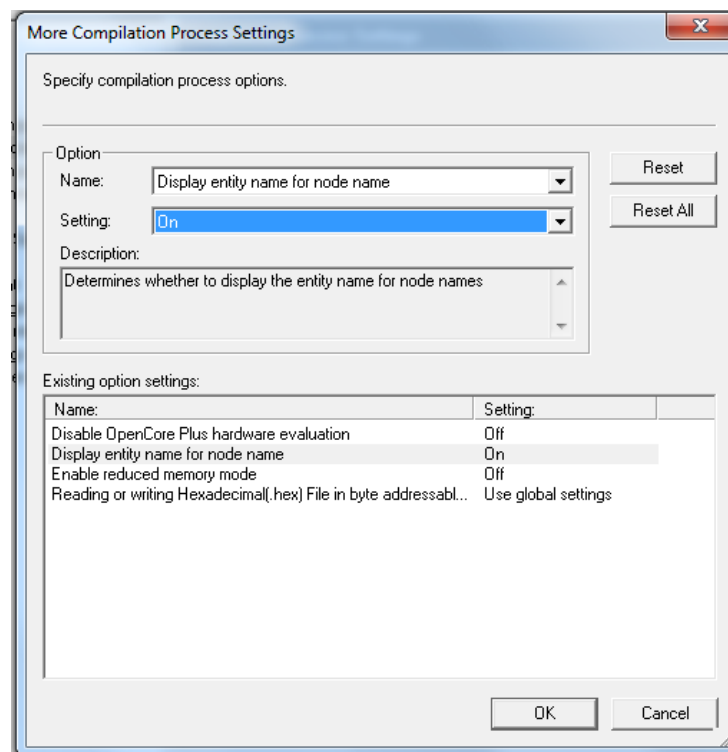 More Compilation Process Settings
Specify compilation process options.
Option
Name: Display entity name for node name
Reset
Setting: On
Reset All
Description:
Determines whether to display the entity name for node names
Existing option settings:
Name: Setting:
Disable OpenCore Plus hardware evaluation Off
Display entity name for node name On
Enable reduced memory mode Off
Reading or writing Hexadecimal(.hex) File in byte addressabl... Use global settings
OK Cancel